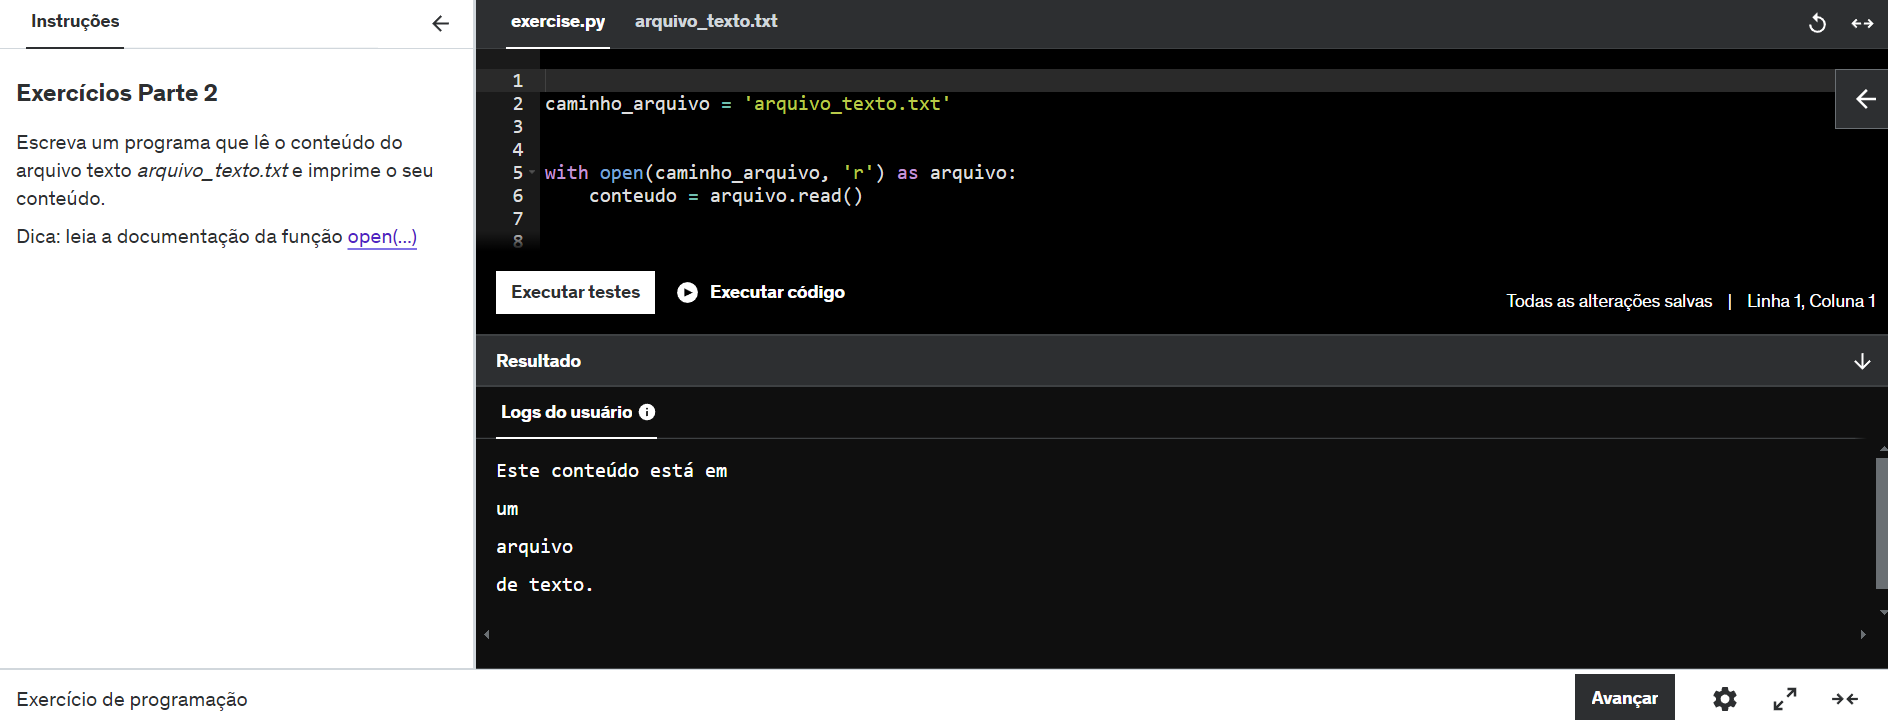 Instruções
Exercícios Parte 2
Escreva um programa que lê o conteúdo do
arquivo texto arquivo_texto.txt e imprime o seu
conteúdo.
Dica: leia a documentação da função open(...)
exercise.py
arquivo_texto.txt
1
2 caminho_arquivo = 'arquivo_texto.txt'
3
4
5 with open(caminho_arquivo, 'r') as arquivo:
6     conteudo = arquivo.read()
7
8
Executar testes
Executar código
Todas as alterações salvas | Linha 1, Coluna 1
Resultado
Logs do usuário
Este conteúdo está em
um
arquivo
de texto.
Exercício de programação
Avançar